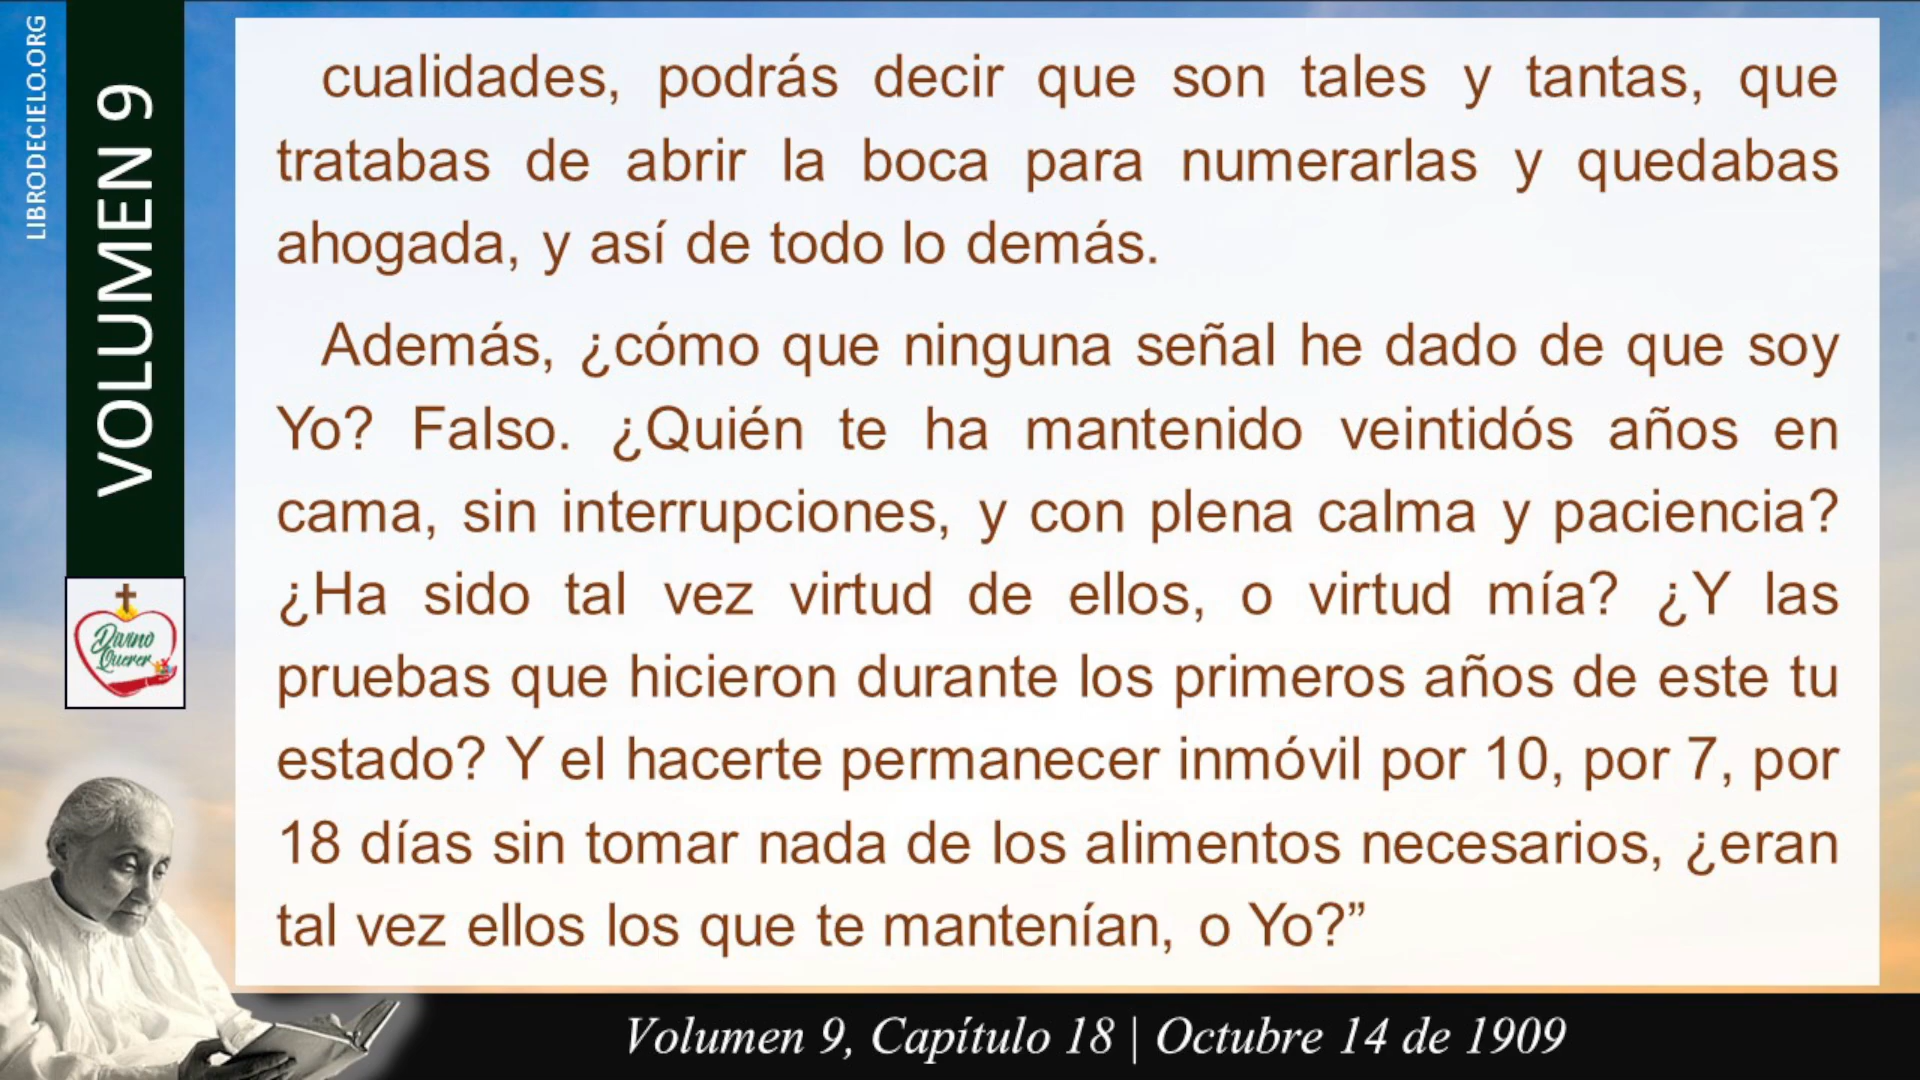 LIBRODECIELO.ORG
VOLUMEN 9
Divino
Querer
cualidades, podrás decir que son tales y tantas, que
tratabas de abrir la boca para numerarlas y quedabas
ahogada, y así de todo lo demás.
Además, ¿cómo que ninguna señal he dado de que soy
Yo? Falso. ¿Quién te ha mantenido veintidós años en
cama, sin interrupciones, y con plena calma y paciencia?
¿Ha sido tal vez virtud de ellos, o virtud mía? ¿Y las
pruebas que hicieron durante los primeros años de este tu
estado? Y el hacerte permanecer inmóvil por 10, por 7, por
18 días sin tomar nada de los alimentos necesarios, ¿eran
tal vez ellos los que te mantenían, o Yo?”
Volumen 9, Capítulo 18 | Octubre 14 de 1909